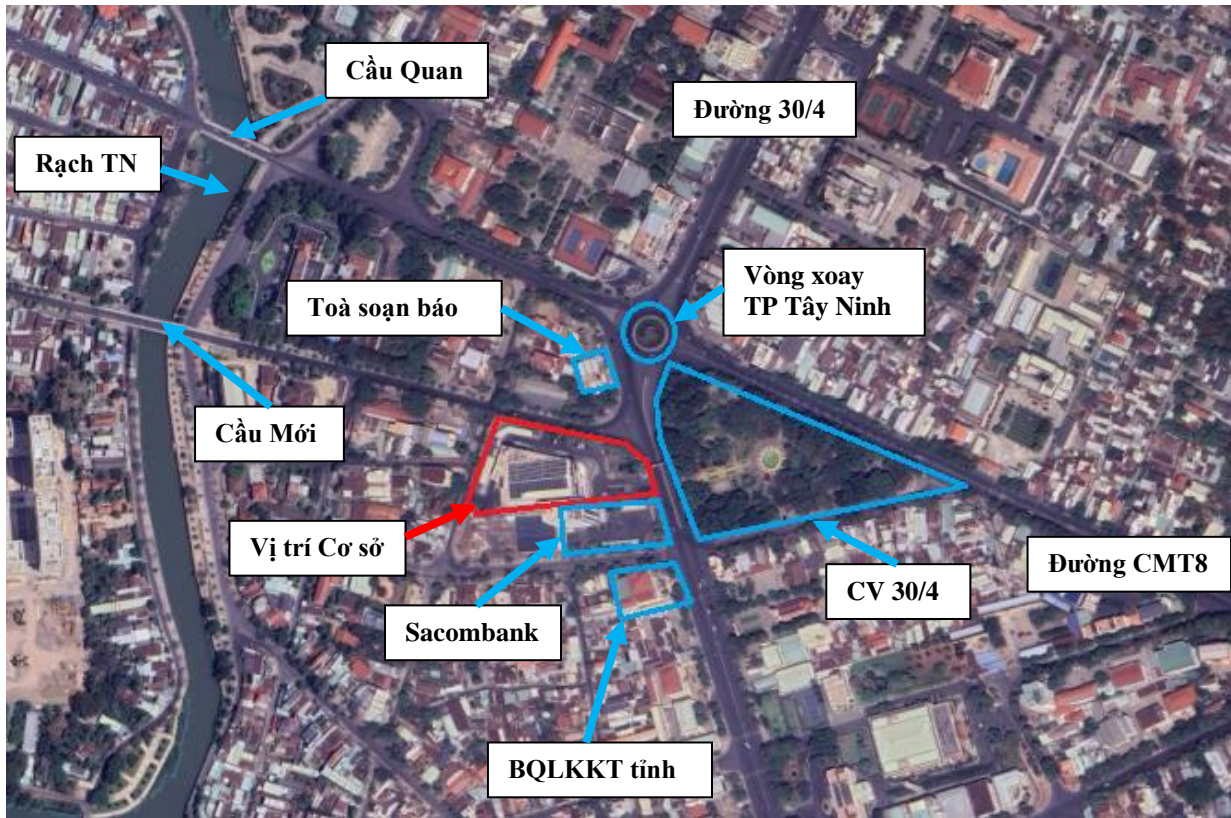 Cầu Quan
Đường 30/4
Rạch TN
Vòng xoay
TP Tây Ninh
Toà soạn báo
Cầu Mới
Vị trí Cơ sở
Đường CMT8
CV 30/4
Sacombank
BQLKKT tỉnh